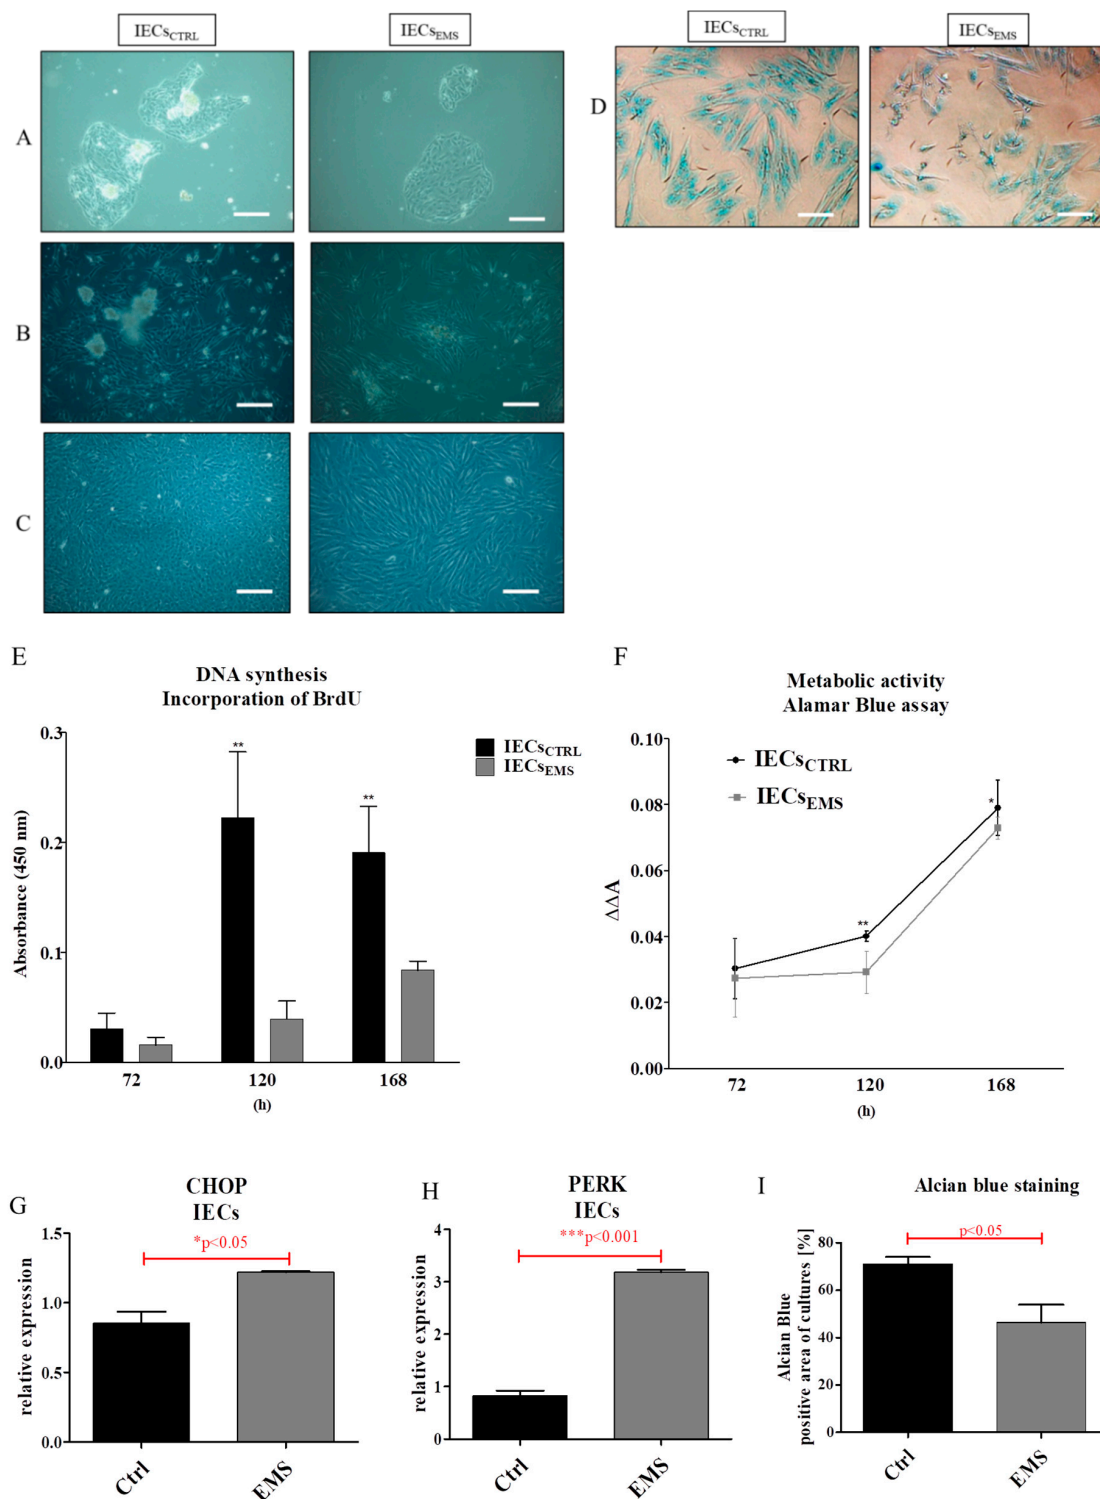 IECsCTRL
IECsEMS
A
B
C
IECsCTRL
IECsEMS
D
E
DNA synthesis
Incorporation of BrdU
0.3
0.2
0.1
0.0
Absorbance (450 nm)
**
**
IECsCTRL
IECsEMS
72
120
168
(h)
F
Metabolic activity
Alamar Blue assay
0.10
0.08
0.06
0.04
0.02
0.00
ΔΔA
IECsCTRL
IECsEMS
**
*
72
120
168
(h)
G
CHOP
IECs
*p<0.05
1.5
1.0
0.5
0.0
relative expression
Ctrl
EMS
H
PERK
IECs
***p<0.001
4
3
2
1
0
relative expression
Ctrl
EMS
I
Alcian blue staining
p<0.05
80
60
40
20
0
Alcian Blue
positive area of cultures [%]
Ctrl
EMS